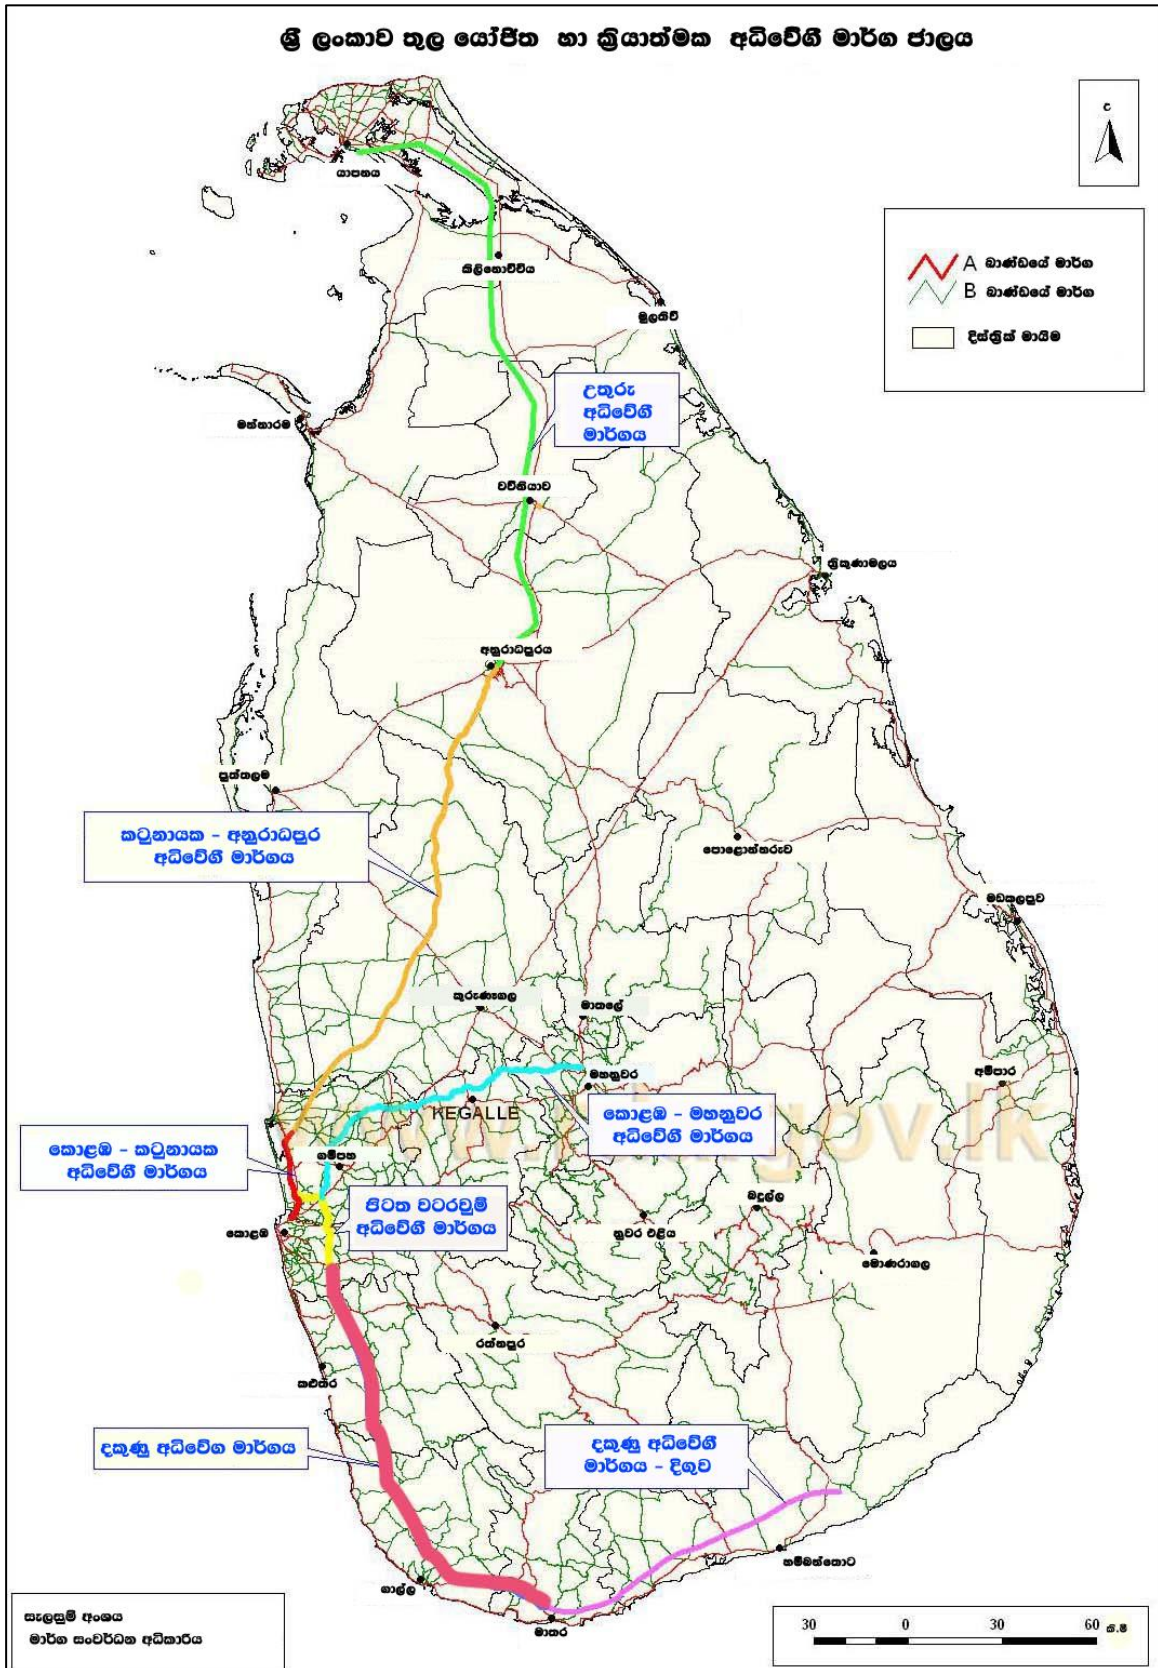 ශ්‍රී ලංකාව තුල යෝජිත හා ක්‍රියාත්මක අධිවේගී මාර්ග ජාලය
උ
යාපනය
A ඛාණ්ඩයේ මාර්ග
කිලිනොච්චිය
B ඛාණ්ඩයේ මාර්ග
මුලතිව්
දිස්ත්‍රික් මායිම
උතුරු
අධිවේගී
මාර්ගය
මන්නාරම
වව්නියාව
ත්‍රිකුණාමලය
අනුරාධපුරය
පුත්තලම
කටුනායක - අනුරාධපුර
අධිවේගී මාර්ගය
පොළොන්නරුව
මඩකලපුව
කුරුණෑගල
මාතලේ
මහනුවර
අම්පාර
KEGALLE
කොළඹ - මහනුවර
අධිවේගී මාර්ගය
gov.lk
කොළඹ - කටුනායක
අධිවේගී මාර්ගය
ගම්පහ
පිටත වටරවුම්
අධිවේගී මාර්ගය
බදුල්ල
කොළඹ
නුවර එළිය
මොණරාගල
රත්නපුර
කළුතර
දකුණු අධිවේග මාර්ගය
දකුණු අධිවේගී
මාර්ගය - දිගුව
හම්බන්තොට
ගාල්ල
මාතර
සැලසුම් අංශය
මාර්ග සංවර්ධන අධිකාරිය
30 0 30 60 කි.මී